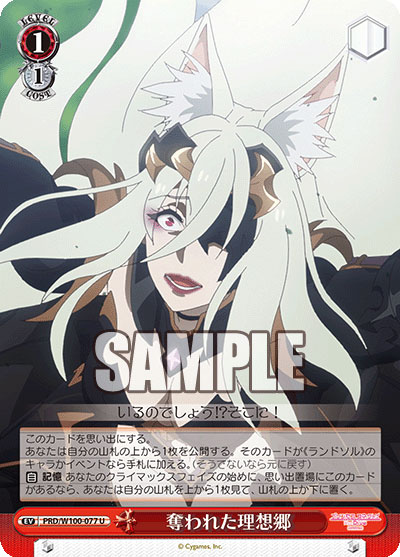 LEVEL
1
1
COST
SAMPLE
いるのでしょう!?そこに!
このカードを思い出にする。
あなたは自分の山札の上から1枚を公開する。そのカードが《ランドソル》の
キャラかイベントなら手札に加える。(そうでないなら元に戻す)
記憶 あなたのクライマックスフェイズの始めに、思い出置場にこのカード
があるなら、あなたは自分の山札を上から1枚見て、山札の上か下に置く。
EV PRD/W100-077 U 奪われた理想郷
© Cygames, Inc.